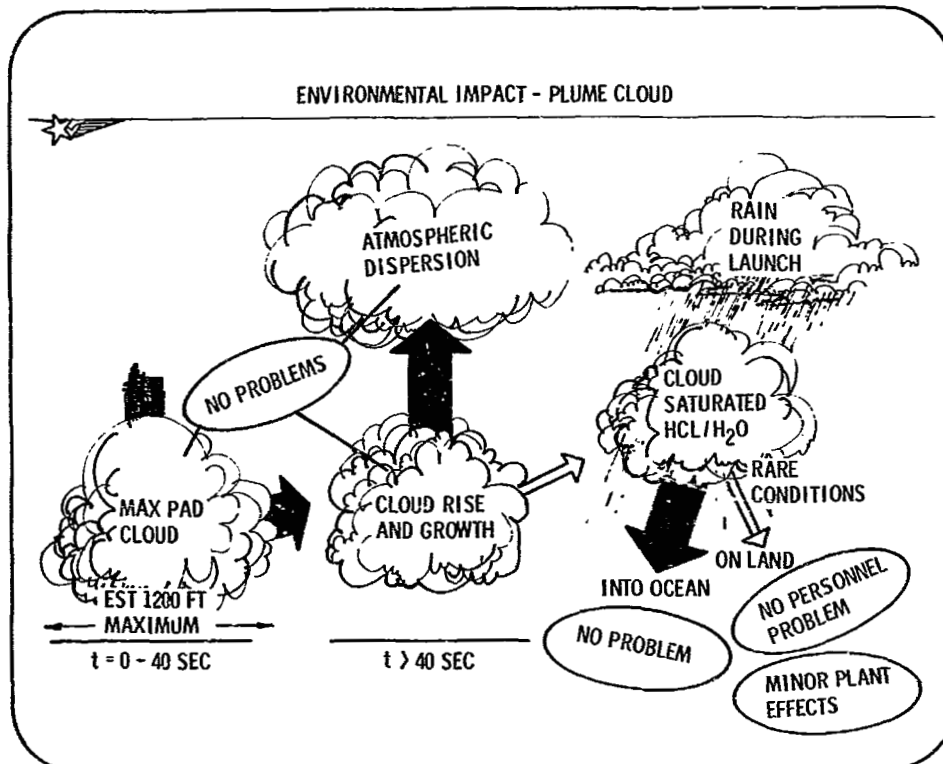 ENVIRONMENTAL IMPACT - PLUME CLOUD
ATMOSPHERIC
DISPERSION
RAIN
DURING
LAUNCH
NO PROBLEMS
CLOUD
SATURATED
HCL/H₂O
MAX PAD
CLOUD
CLOUD RISE
AND GROWTH
RARE
CONDITIONS
EST 1200 FT
MAXIMUM
t = 0 - 40 SEC
t > 40 SEC
INTO OCEAN
ON LAND
NO PROBLEM
NO PERSONNEL
PROBLEM
MINOR PLANT
EFFECTS